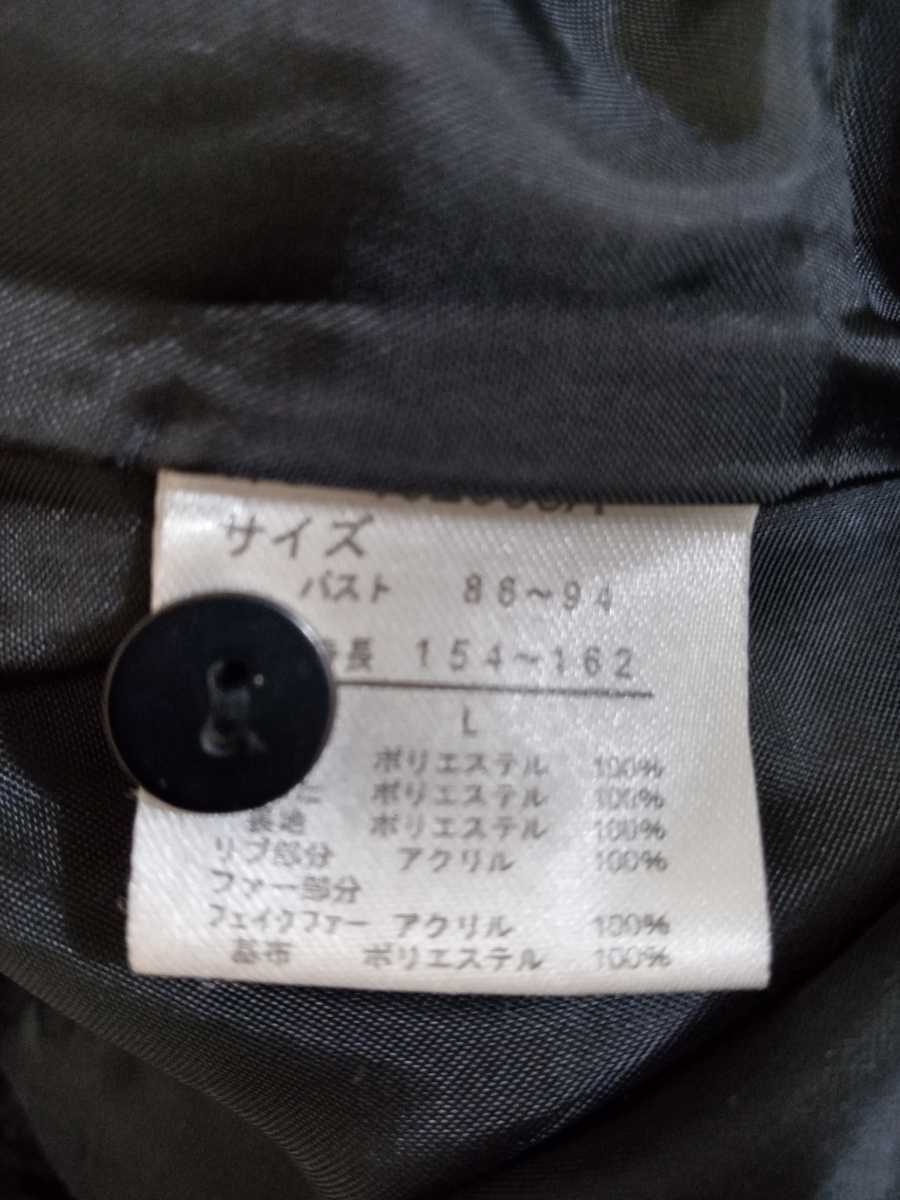 サイズ
バスト 86~94
身長 154~162
L
ポリエステル 100%
ポリエステル 100%
ポリエステル 100%
リブ部分 アクリル 100%
ファー部分
フェイクファー アクリル 100%
基布 ポリエステル 100%